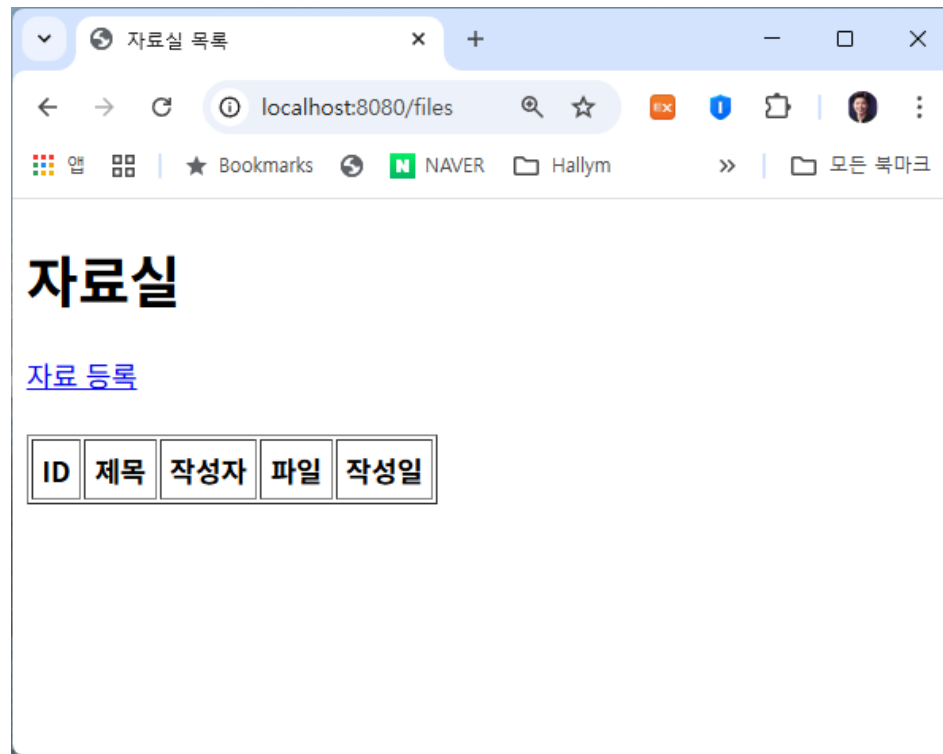 자료실 목록
localhost:8080/files
EX
앱 Bookmarks N NAVER Hallym » 모든 북마크
자료실
자료 등록
ID 제목 작성자 파일 작성일